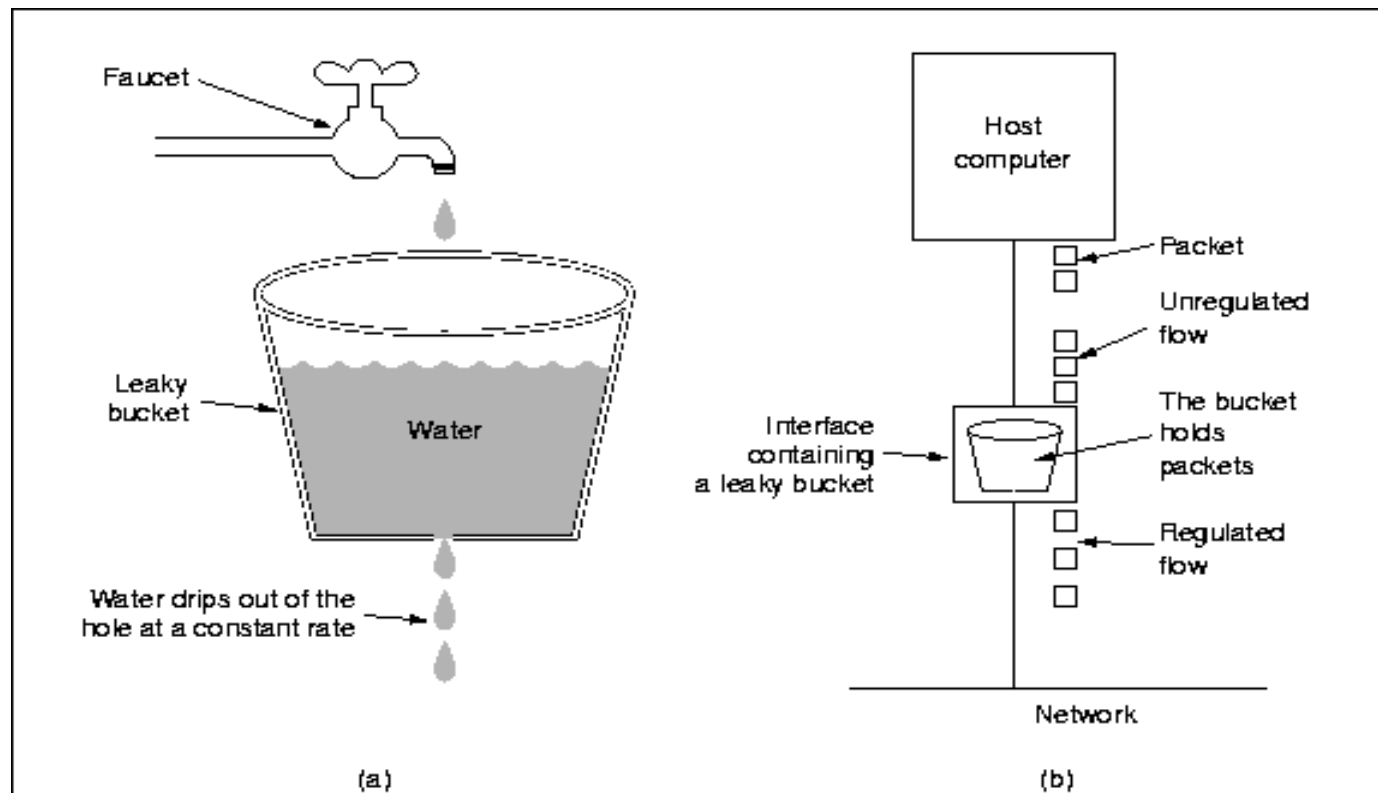 Faucet
Leaky
bucket
Water
Water drips out of the
hole at a constant rate
(a)
Host
computer
Packet
Unregulated
flow
The bucket
holds
packets
Interface
containing
a leaky bucket
Regulated
flow
Network
(b)